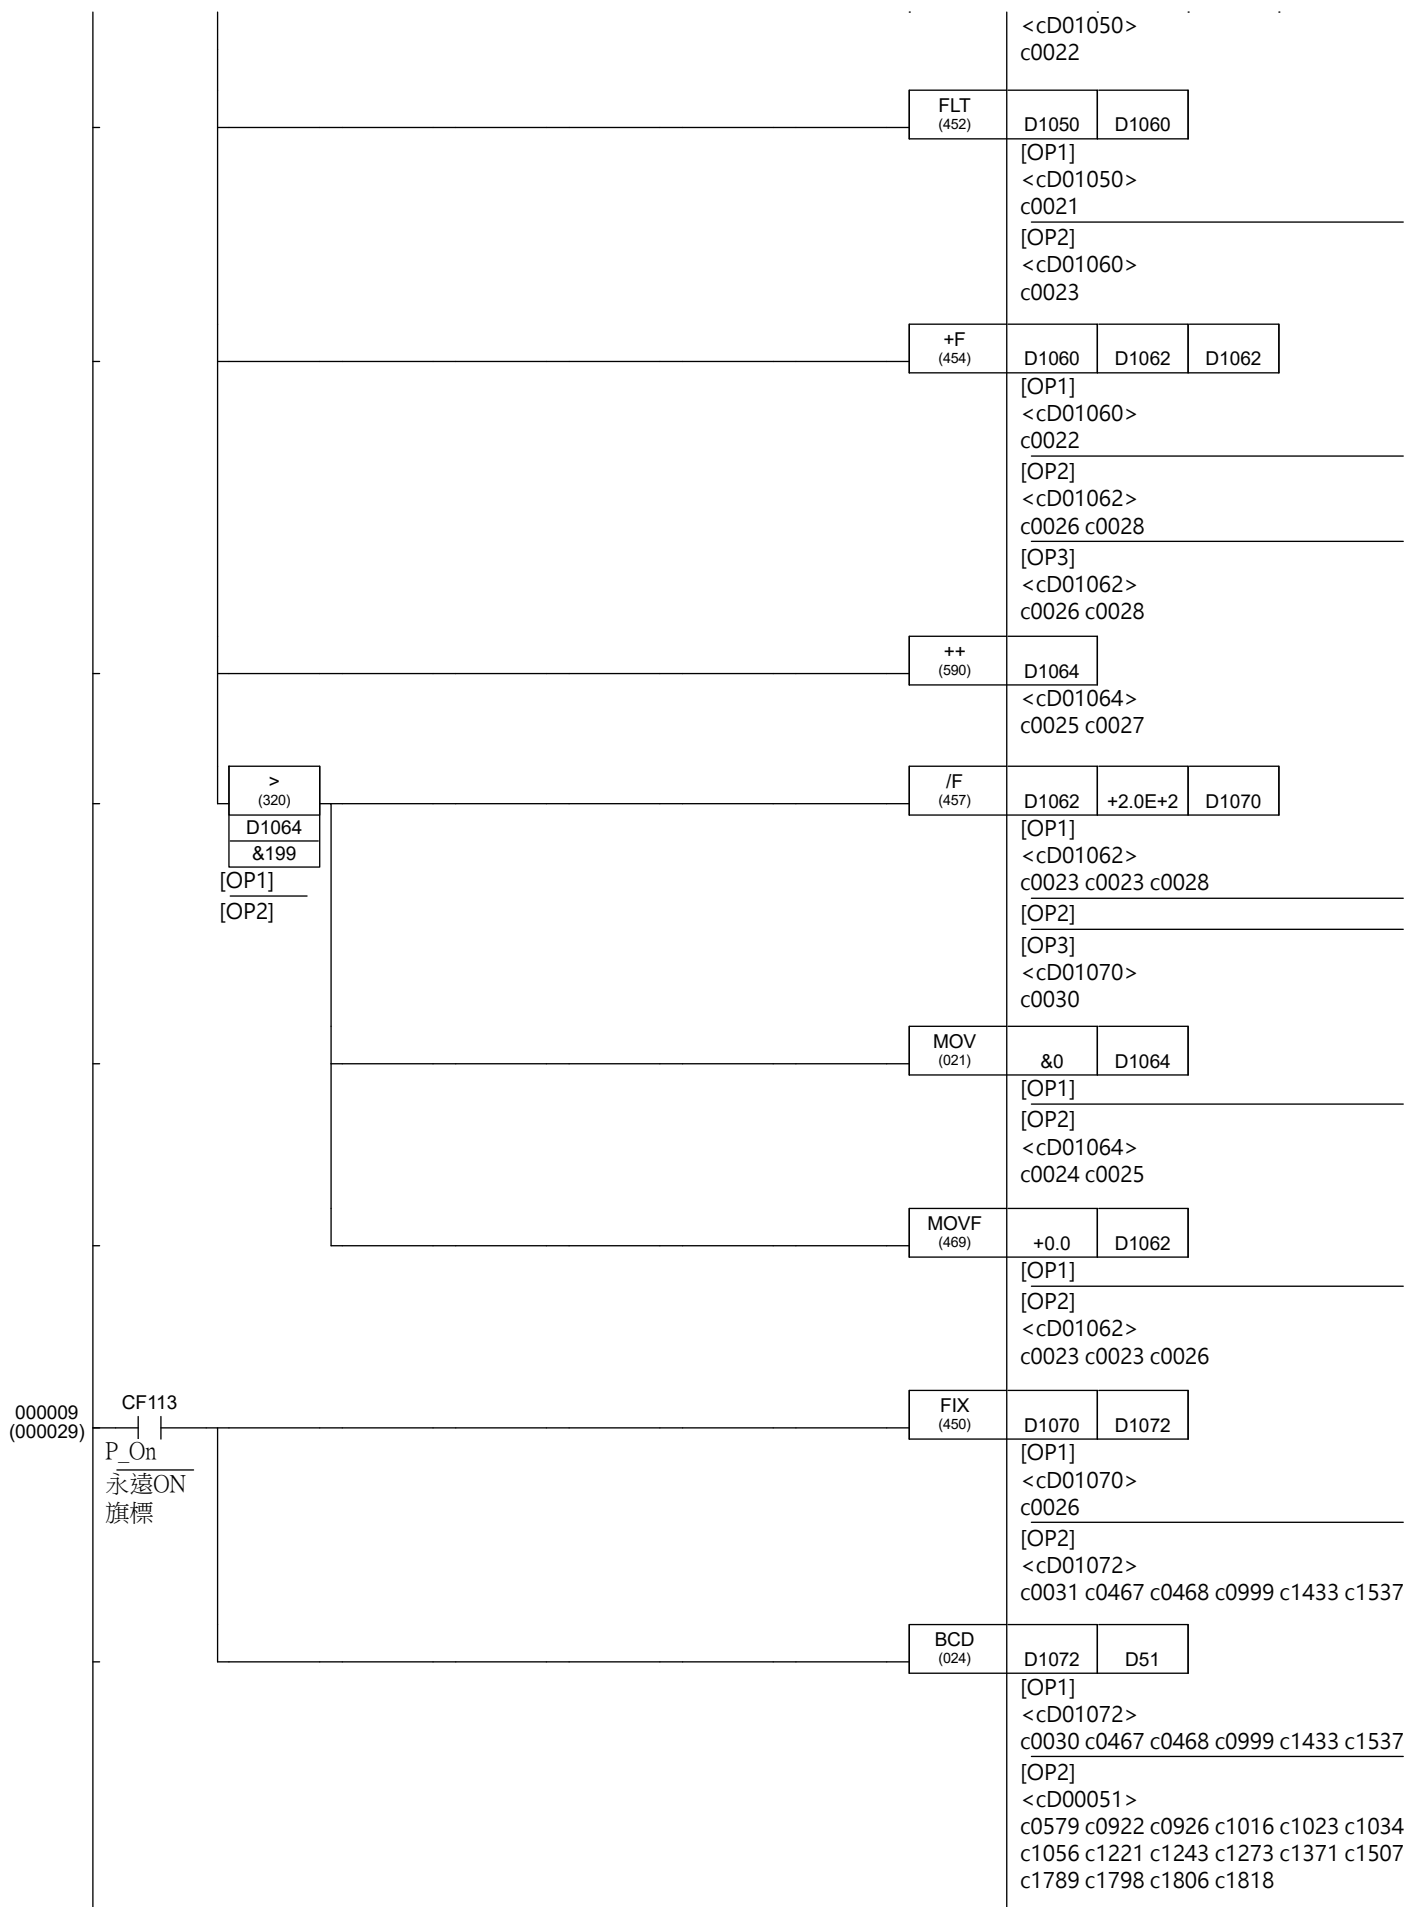 <cD01050>
c0022
FLT
(452) D1050 D1060
[OP1]
<cD01050>
c0021
[OP2]
<cD01060>
c0023
+F
(454) D1060 D1062 D1062
[OP1]
<cD01060>
c0022
[OP2]
<cD01062>
c0026 c0028
[OP3]
<cD01062>
c0026 c0028
++
(590) D1064
<cD01064>
c0025 c0027
>
(320)
D1064
&199
[OP1]
[OP2]
/F
(457) D1062 +2.0E+2 D1070
[OP1]
<cD01062>
c0023 c0023 c0028
[OP2]
[OP3]
<cD01070>
c0030
MOV
(021) &0 D1064
[OP1]
[OP2]
<cD01064>
c0024 c0025
MOVF
(469) +0.0 D1062
[OP1]
[OP2]
<cD01062>
c0023 c0023 c0026
000009
(000029)
CF113
P_On
永遠ON
旗標
FIX
(450) D1070 D1072
[OP1]
<cD01070>
c0026
[OP2]
<cD01072>
c0031 c0467 c0468 c0999 c1433 c1537
BCD
(024) D1072 D51
[OP1]
<cD01072>
c0030 c0467 c0468 c0999 c1433 c1537
[OP2]
<cD00051>
c0579 c0922 c0926 c1016 c1023 c1034
c1056 c1221 c1243 c1273 c1371 c1507
c1789 c1798 c1806 c1818